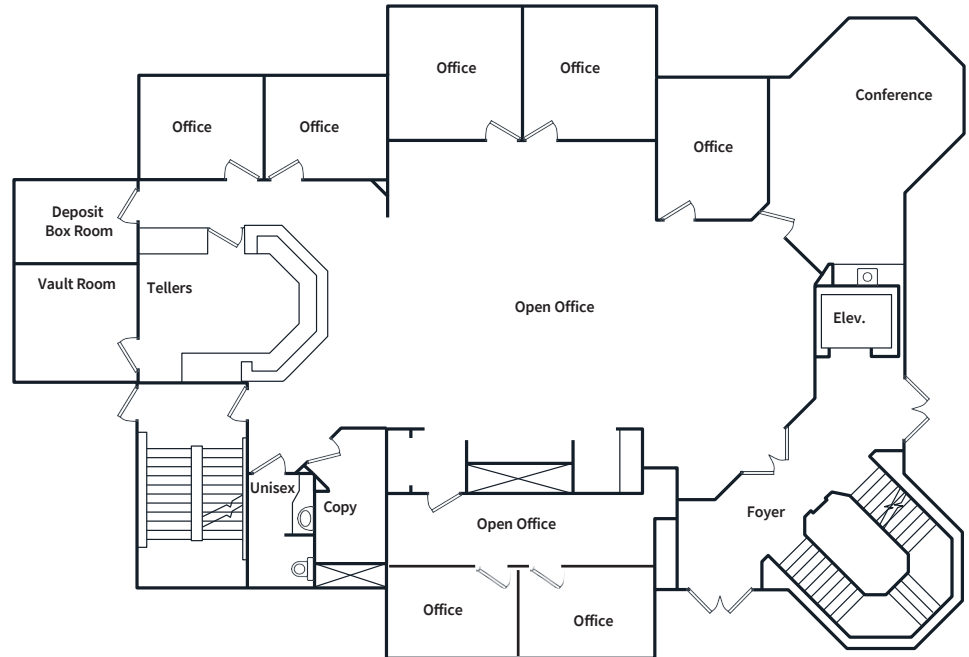 Office
Office
Conference
Office
Office
Office
Deposit
Box Room
Vault Room
Tellers
Open Office
Elev.
Unisex
Copy
Foyer
Open Office
Office
Office